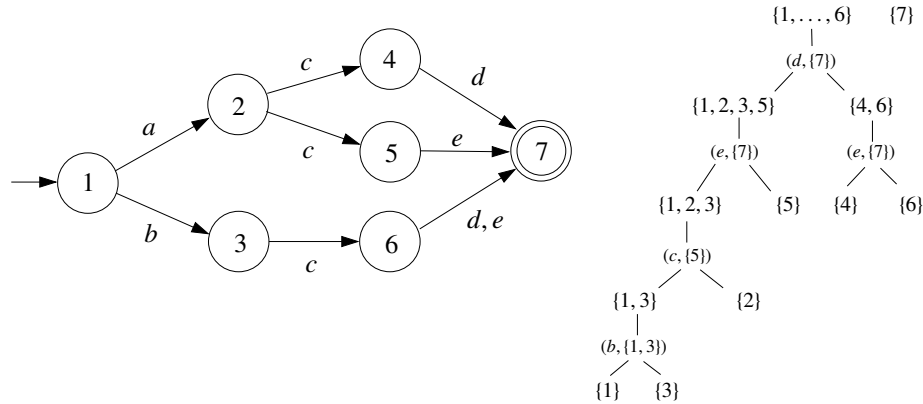 a
b
c
c
c
d
e
d, e
1
2
3
4
5
6
7
{1, . . . , 6} {7}
(d, {7})
{1, 2, 3, 5} {4, 6}
(e, {7}) (e, {7})
{1, 2, 3} {5} {4} {6}
(c, {5})
{1, 3} {2}
(b, {1, 3})
{1} {3}